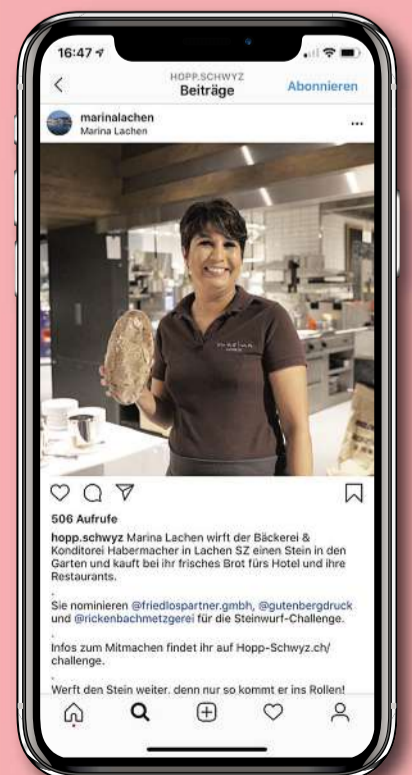 16:47
HOPP.SCHWYZ
Beiträge
Abonnieren
marinalachen
Marina Lachen
marina
506 Aufrufe
hopp.schwyz Marina Lachen wirft der Bäckerei &
Konditorei Habermacher in Lachen SZ einen Stein in den
Garten und kauft bei ihr frisches Brot fürs Hotel und ihre
Restaurants.
.
Sie nominieren @friedlospartner.gmbh, @gutenbergdruck
und @rickenbachmetzgerei für die Steinwurf-Challenge.
.
Infos zum Mitmachen findet ihr auf Hopp-Schwyz.ch/
challenge.
.
Werft den Stein weiter, denn nur so kommt er ins Rollen!